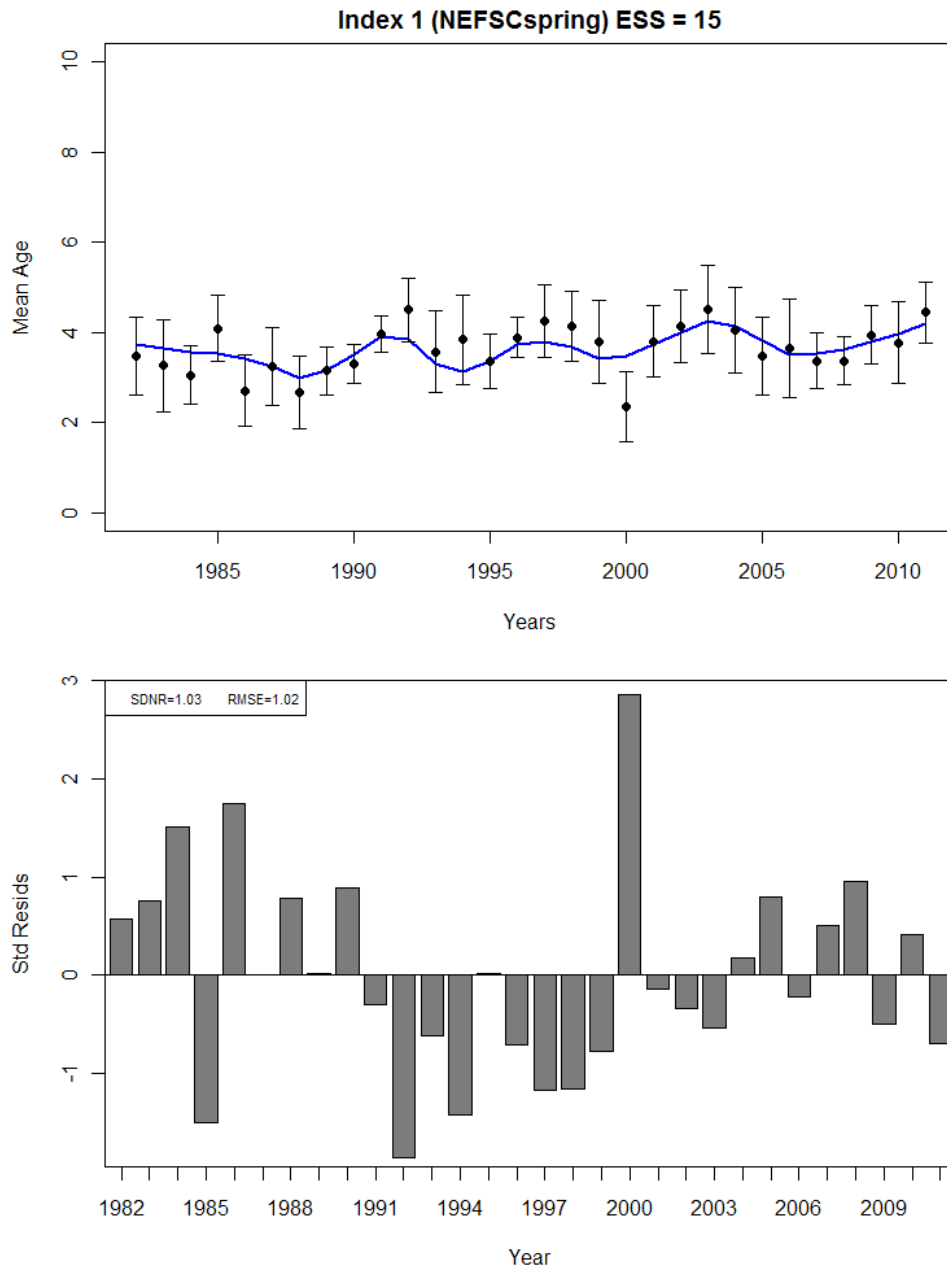 Index 1 (NEFSCspring) ESS = 15
10
8
6
4
2
0
Mean Age
1985 1990 1995 2000 2005 2010
Years
SDNR=1.03 RMSE=1.02
3
2
1
0
-1
Std Resids
1982 1985 1988 1991 1994 1997 2000 2003 2006 2009
Year